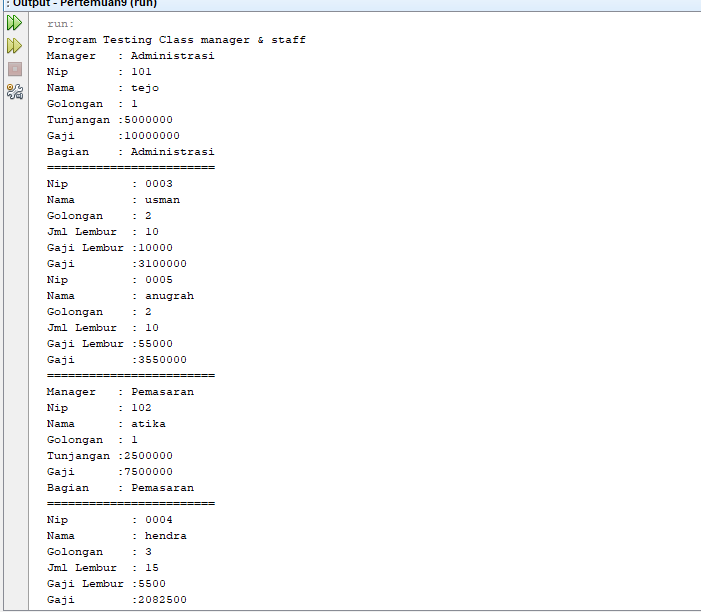 : Output - Pertemuan9 (run)
run:
Program Testing Class manager & staff
Manager   : Administrasi
Nip       : 101
Nama      : tejo
Golongan  : 1
Tunjangan :5000000
Gaji      :10000000
Bagian    : Administrasi
========================
Nip         : 0003
Nama        : usman
Golongan    : 2
Jml Lembur  : 10
Gaji Lembur :10000
Gaji        :3100000
Nip         : 0005
Nama        : anugrah
Golongan    : 2
Jml Lembur  : 10
Gaji Lembur :55000
Gaji        :3550000
========================
Manager   : Pemasaran
Nip       : 102
Nama      : atika
Golongan  : 1
Tunjangan :2500000
Gaji      :7500000
Bagian    : Pemasaran
========================
Nip         : 0004
Nama        : hendra
Golongan    : 3
Jml Lembur  : 15
Gaji Lembur :5500
Gaji        :2082500